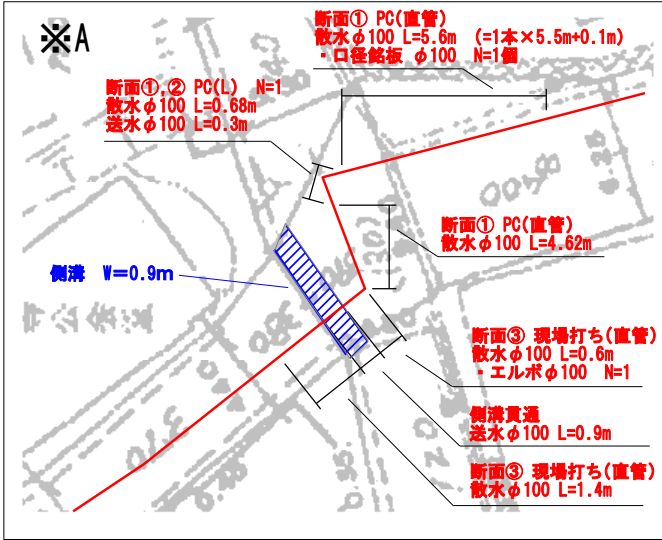 ※A
断面① PC(直管)
散水φ100 L=5.6m (=1本×5.5m+0.1m)
・口径銘板 φ100 N=1個
断面①,② PC(L) N=1
散水φ100 L=0.68m
送水φ100 L=0.3m
断面① PC(直管)
散水φ100 L=4.62m
側溝 W=0.9m
断面③ 現場打ち(直管)
散水φ100 L=0.6m
・エルボφ100 N=1
側溝貫通
送水φ100 L=0.9m
断面③ 現場打ち(直管)
散水φ100 L=1.4m